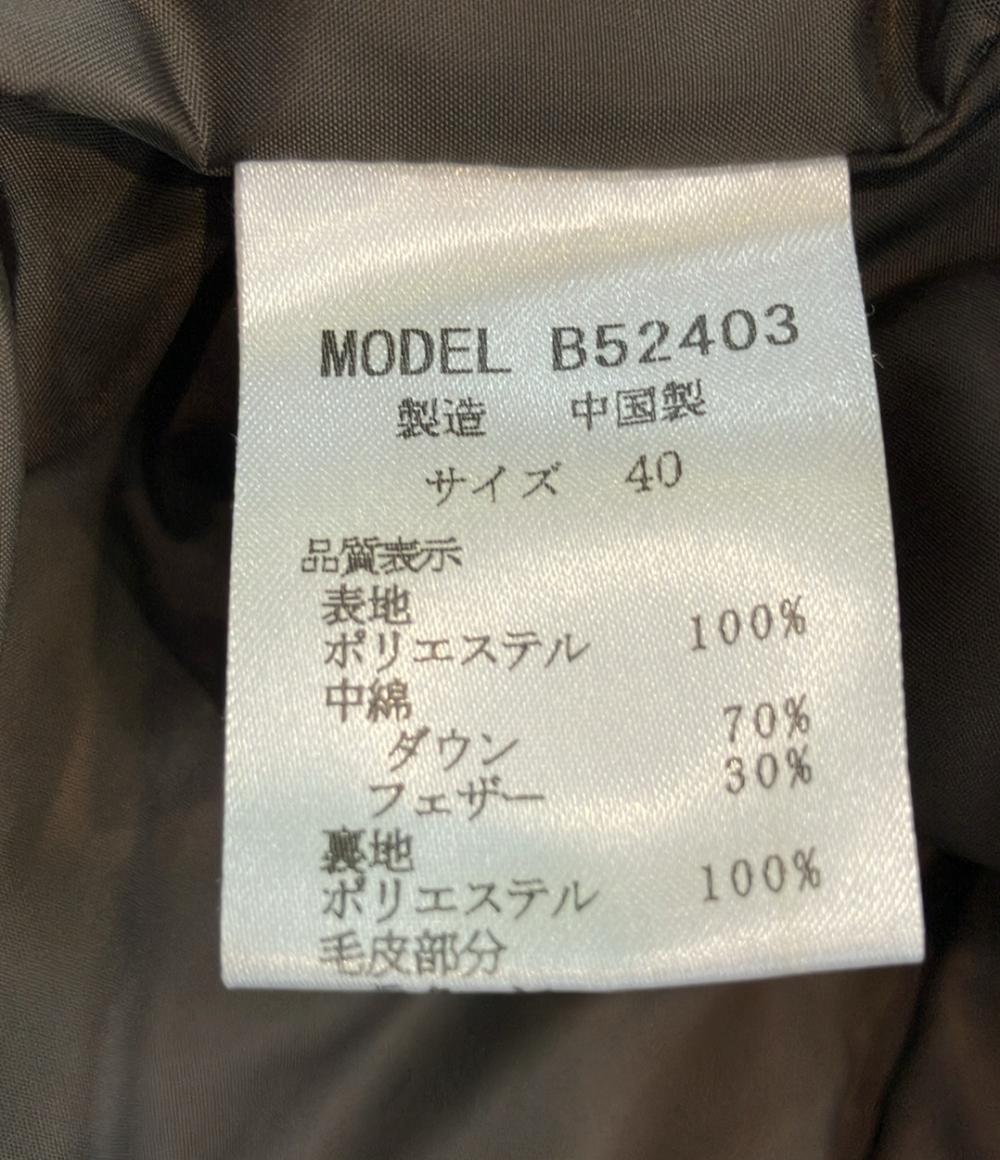 MODEL B52403
製造 中国製
サイズ 40
品質表示
表地
ポリエステル 100%
中綿
ダウン 70%
フェザー 30%
裏地
ポリエステル 100%
毛皮部分